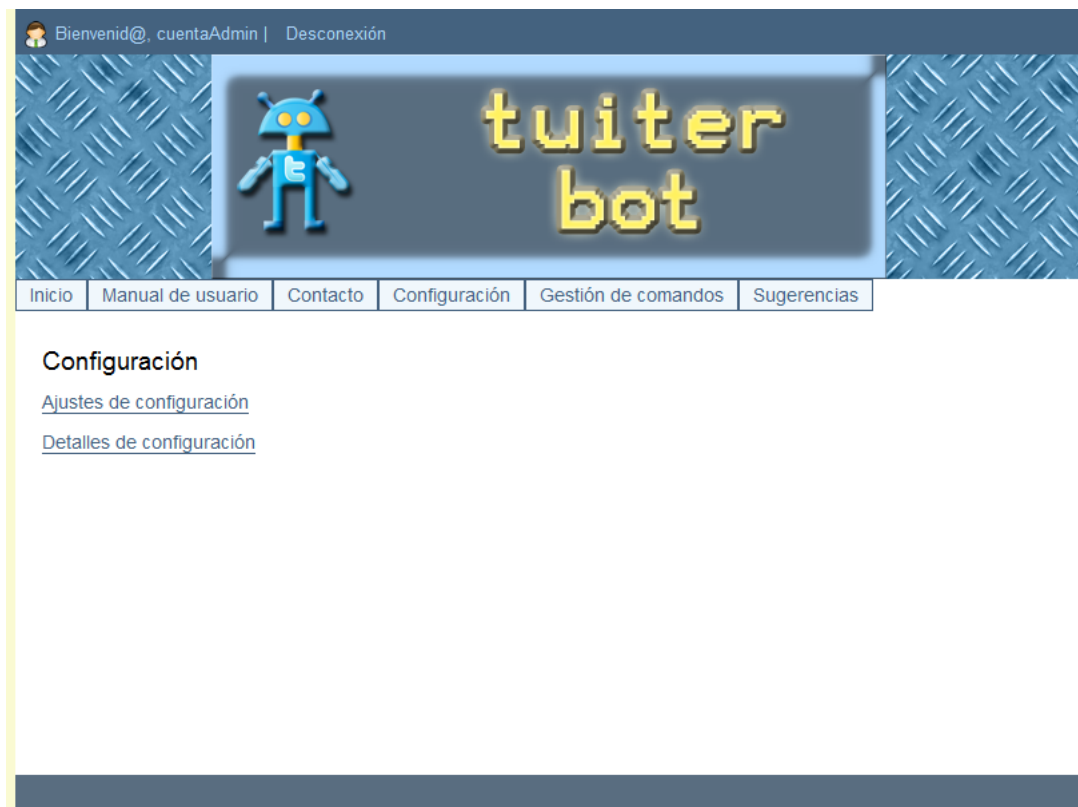 Bienvenid@, cuentaAdmin | Desconexión
tuiter
bot
t
Inicio Manual de usuario Contacto Configuración Gestión de comandos Sugerencias
Configuración
Ajustes de configuración
Detalles de configuración